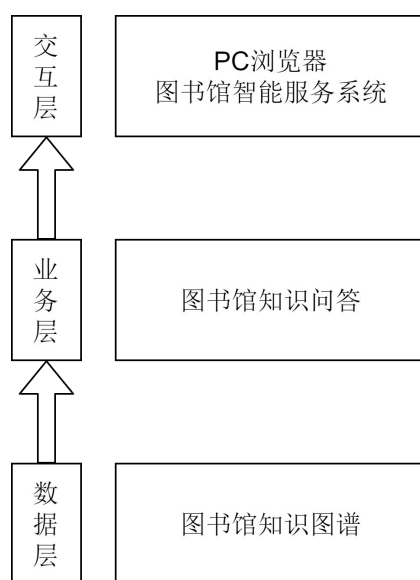 交互层
PC浏览器
图书馆智能服务系统
业务层
图书馆知识问答
数据层
图书馆知识图谱